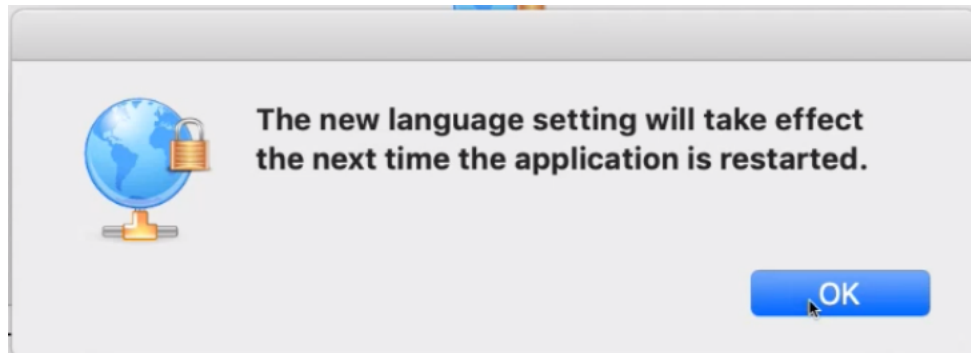 The new language setting will take effect
the next time the application is restarted.
OK